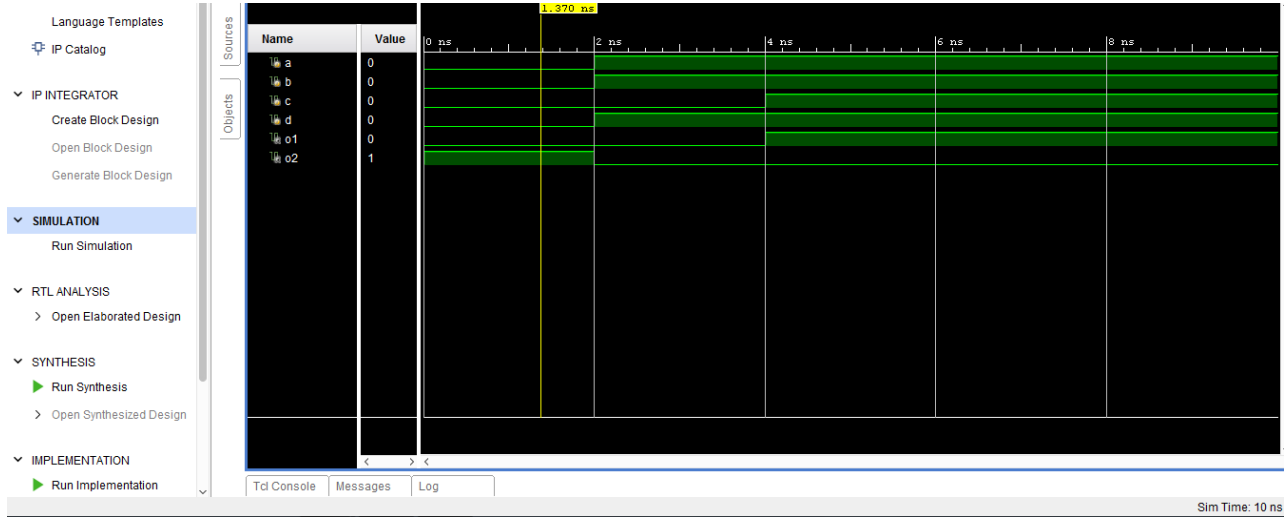 Language Templates
IP Catalog
IP INTEGRATOR
Create Block Design
Open Block Design
Generate Block Design
SIMULATION
Run Simulation
RTL ANALYSIS
Open Elaborated Design
SYNTHESIS
Run Synthesis
Open Synthesized Design
IMPLEMENTATION
Run Implementation
Sources
Objects
1.370 ns
Name Value 0 ns 2 ns 4 ns 6 ns 8 ns
a 0
b 0
c 0
d 0
o1 0
o2 1
Tcl Console Messages Log
Sim Time: 10 ns